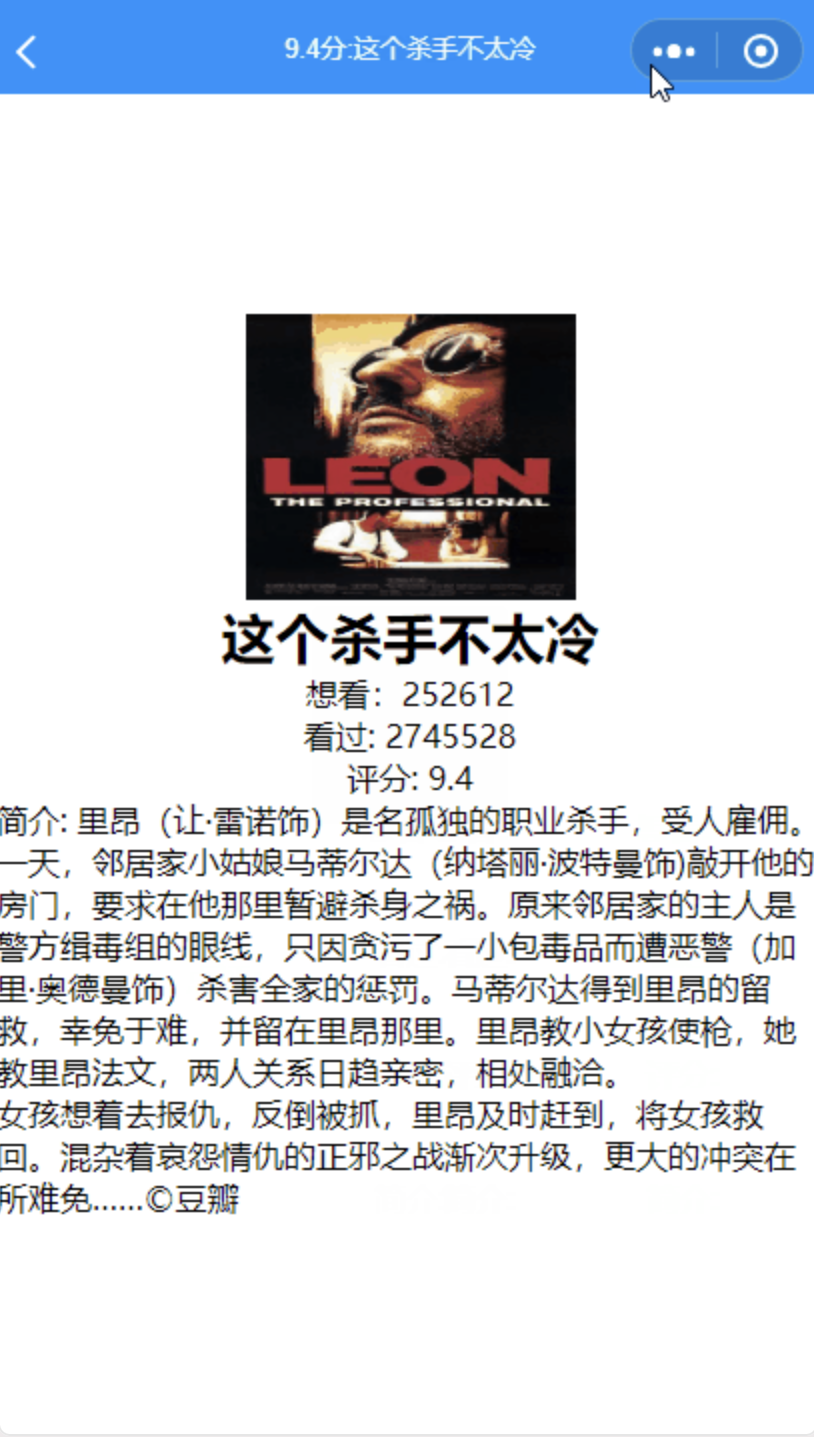 9.4分:这个杀手不太冷
LEON
THE PROFESSIONAL
这个杀手不太冷
想看：252612
看过: 2745528
评分: 9.4
简介: 里昂（让·雷诺饰）是名孤独的职业杀手，受人雇佣。
一天，邻居家小姑娘马蒂尔达（纳塔丽·波特曼饰)敲开他的
房门，要求在他那里暂避杀身之祸。原来邻居家的主人是
警方缉毒组的眼线，只因贪污了一小包毒品而遭恶警（加
里·奥德曼饰）杀害全家的惩罚。马蒂尔达得到里昂的留
救，幸免于难，并留在里昂那里。里昂教小女孩使枪，她
教里昂法文，两人关系日趋亲密，相处融洽。
女孩想着去报仇，反倒被抓，里昂及时赶到，将女孩救
回。混杂着哀怨情仇的正邪之战渐次升级，更大的冲突在
所难免……©豆瓣